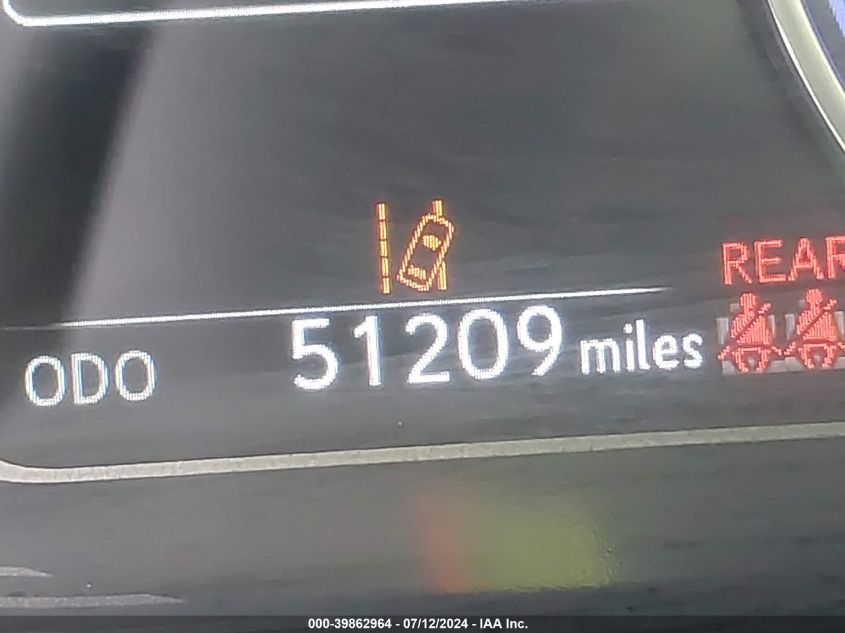 REAR
ODO 51209 miles
000-39862964 - 07/12/2024 - IAA Inc.